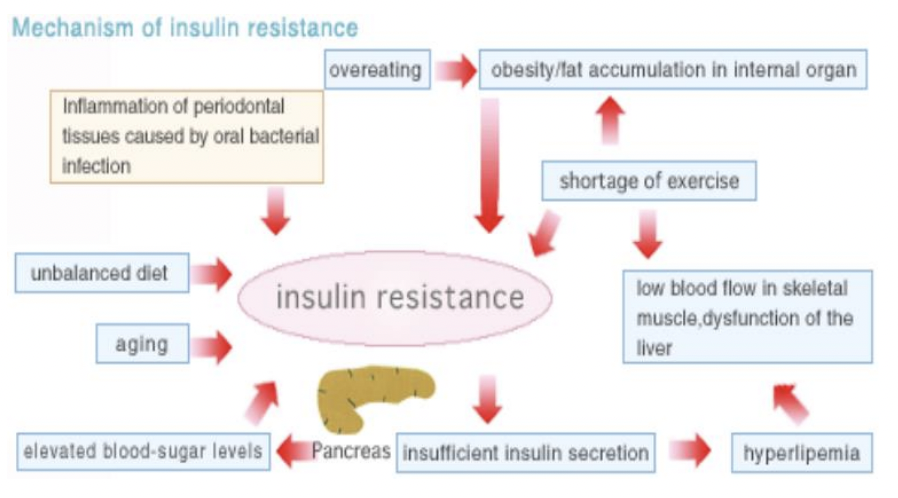 Mechanism of insulin resistance
overeating
obesity/fat accumulation in internal organ
Inflammation of periodontal
tissues caused by oral bacterial
infection
shortage of exercise
unbalanced diet
insulin resistance
low blood flow in skeletal
muscle,dysfunction of the
liver
aging
elevated blood-sugar levels
Pancreas
insufficient insulin secretion
hyperlipemia